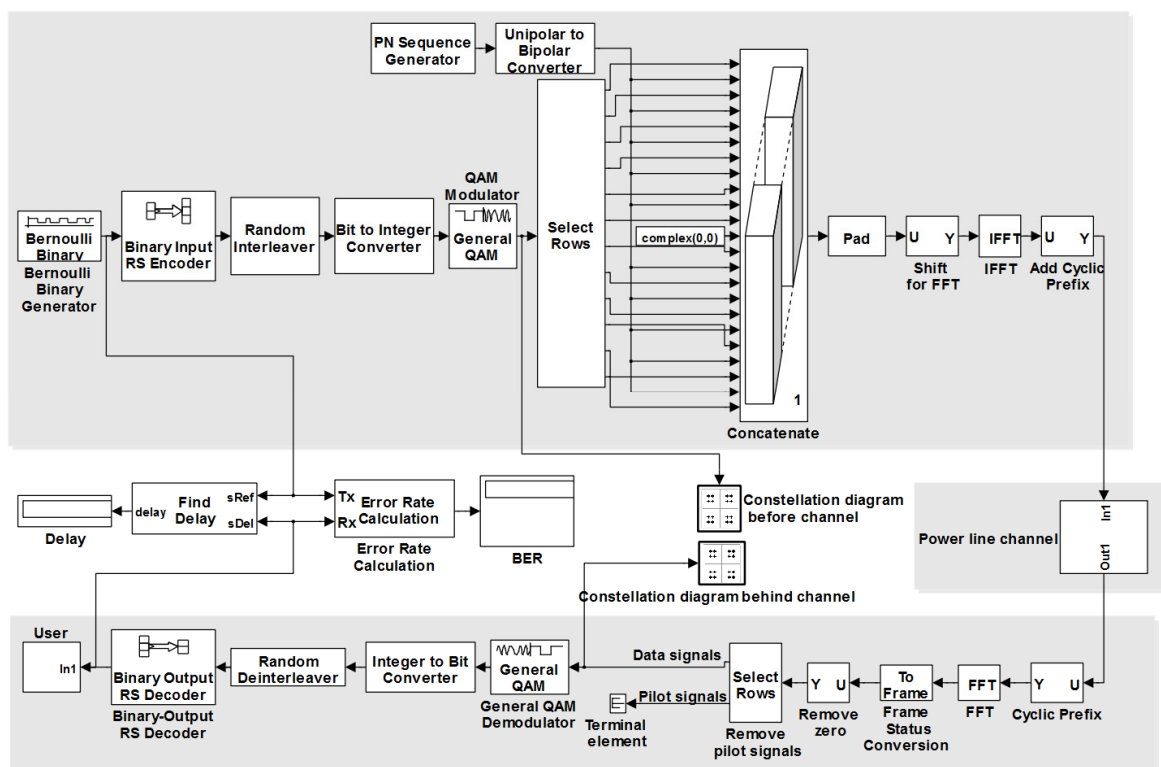 PN Sequence
Generator
Unipolar to
Bipolar
Converter
Bernoulli
Binary
Bernoulli
Binary
Generator
Binary Input
RS Encoder
Random
Interleaver
Bit to Integer
Converter
QAM
Modulator
General
QAM
Select
Rows
complex(0,0)
1
Concatenate
Pad
U Y
Shift
for FFT
IFFT
IFFT
U Y
Add Cyclic
Prefix
delay
Find
Delay
sRef
sDel
Delay
Tx
Rx
Error Rate
Calculation
Error Rate
Calculation
BER
Constellation diagram
before channel
Constellation diagram behind channel
Power line channel
In1
Out1
User
In1
Binary Output
RS Decoder
Binary-Output
RS Decoder
Random
Deinterleaver
Integer to Bit
Converter
General
QAM
General QAM
Demodulator
Data signals
Pilot signals
E
Terminal
element
Select
Rows
Remove
pilot signals
Y U
Remove
zero
To
Frame
Frame
Status
Conversion
FFT
FFT
Y U
Cyclic Prefix